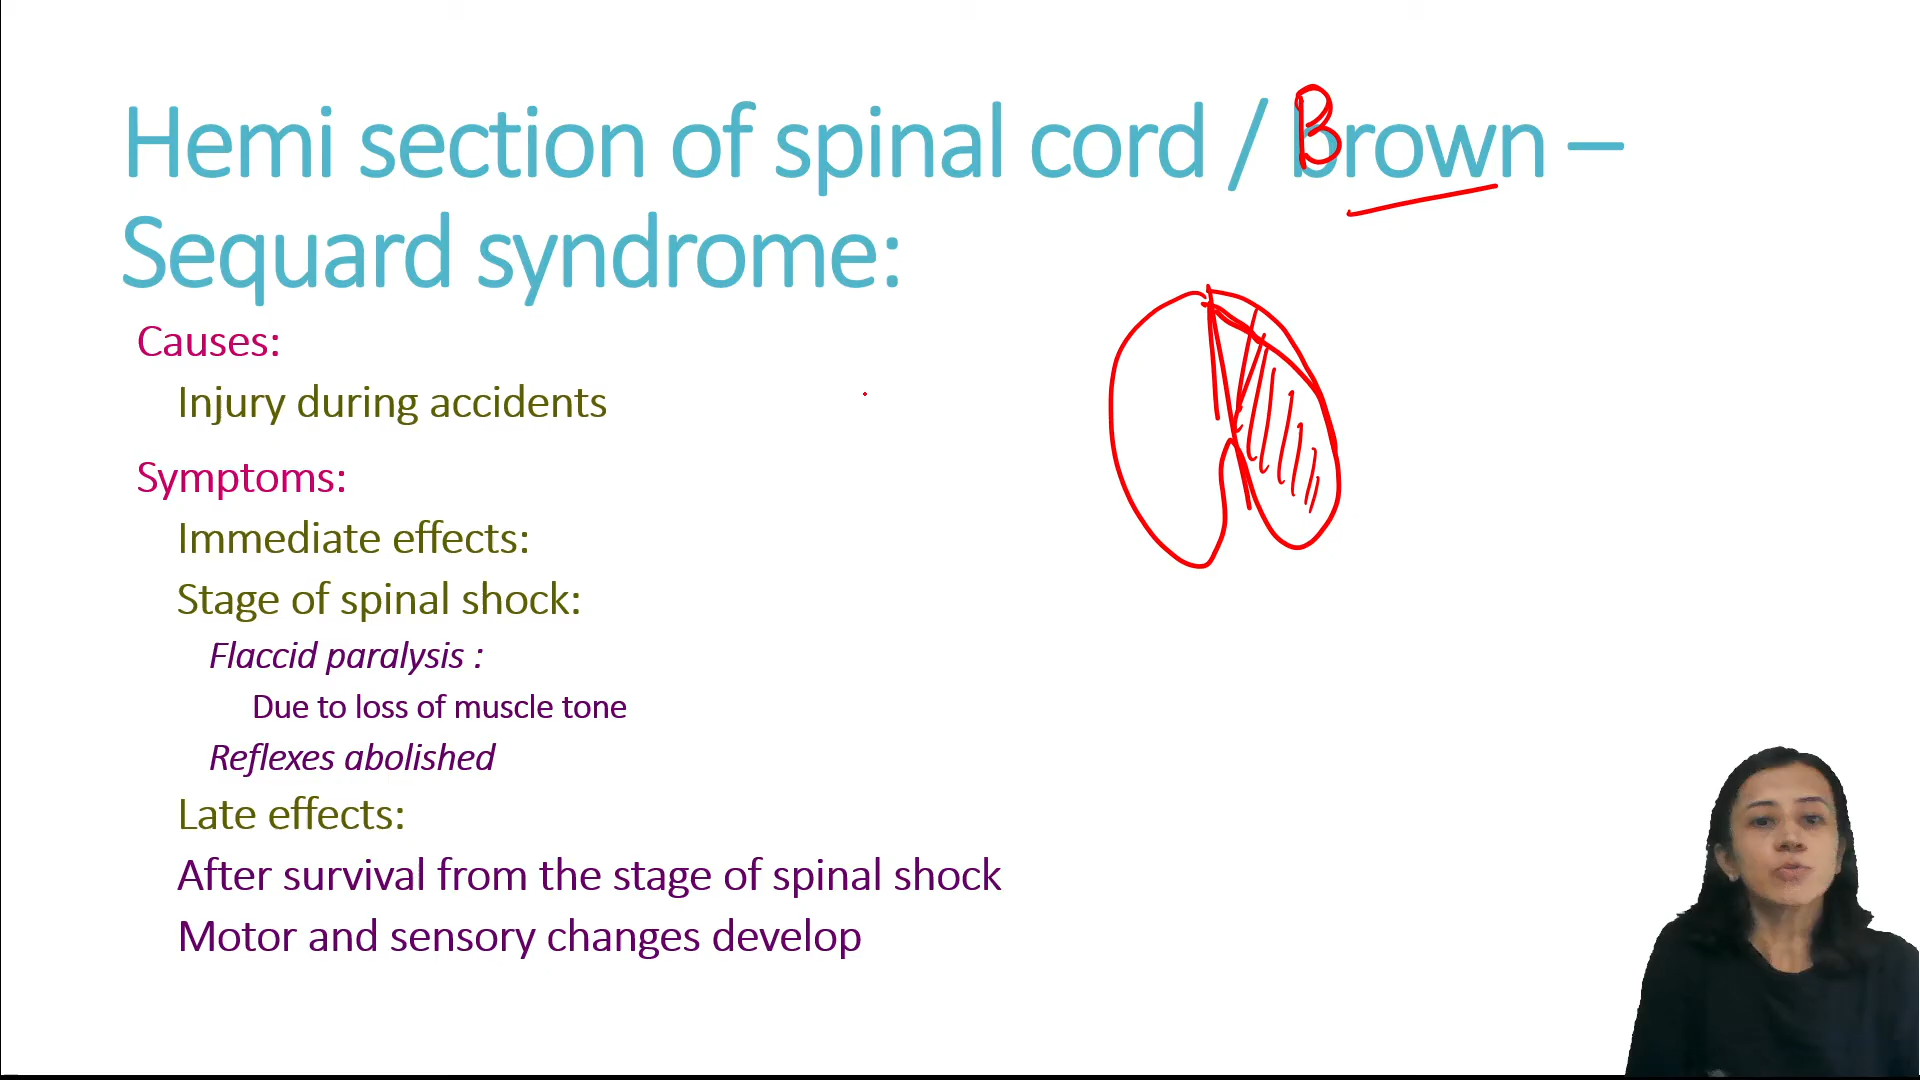 Hemi section of spinal cord / Brown –
Sequard syndrome:
Causes:
Injury during accidents
Symptoms:
Immediate effects:
Stage of spinal shock:
Flaccid paralysis :
Due to loss of muscle tone
Reflexes abolished
Late effects:
After survival from the stage of spinal shock
Motor and sensory changes develop